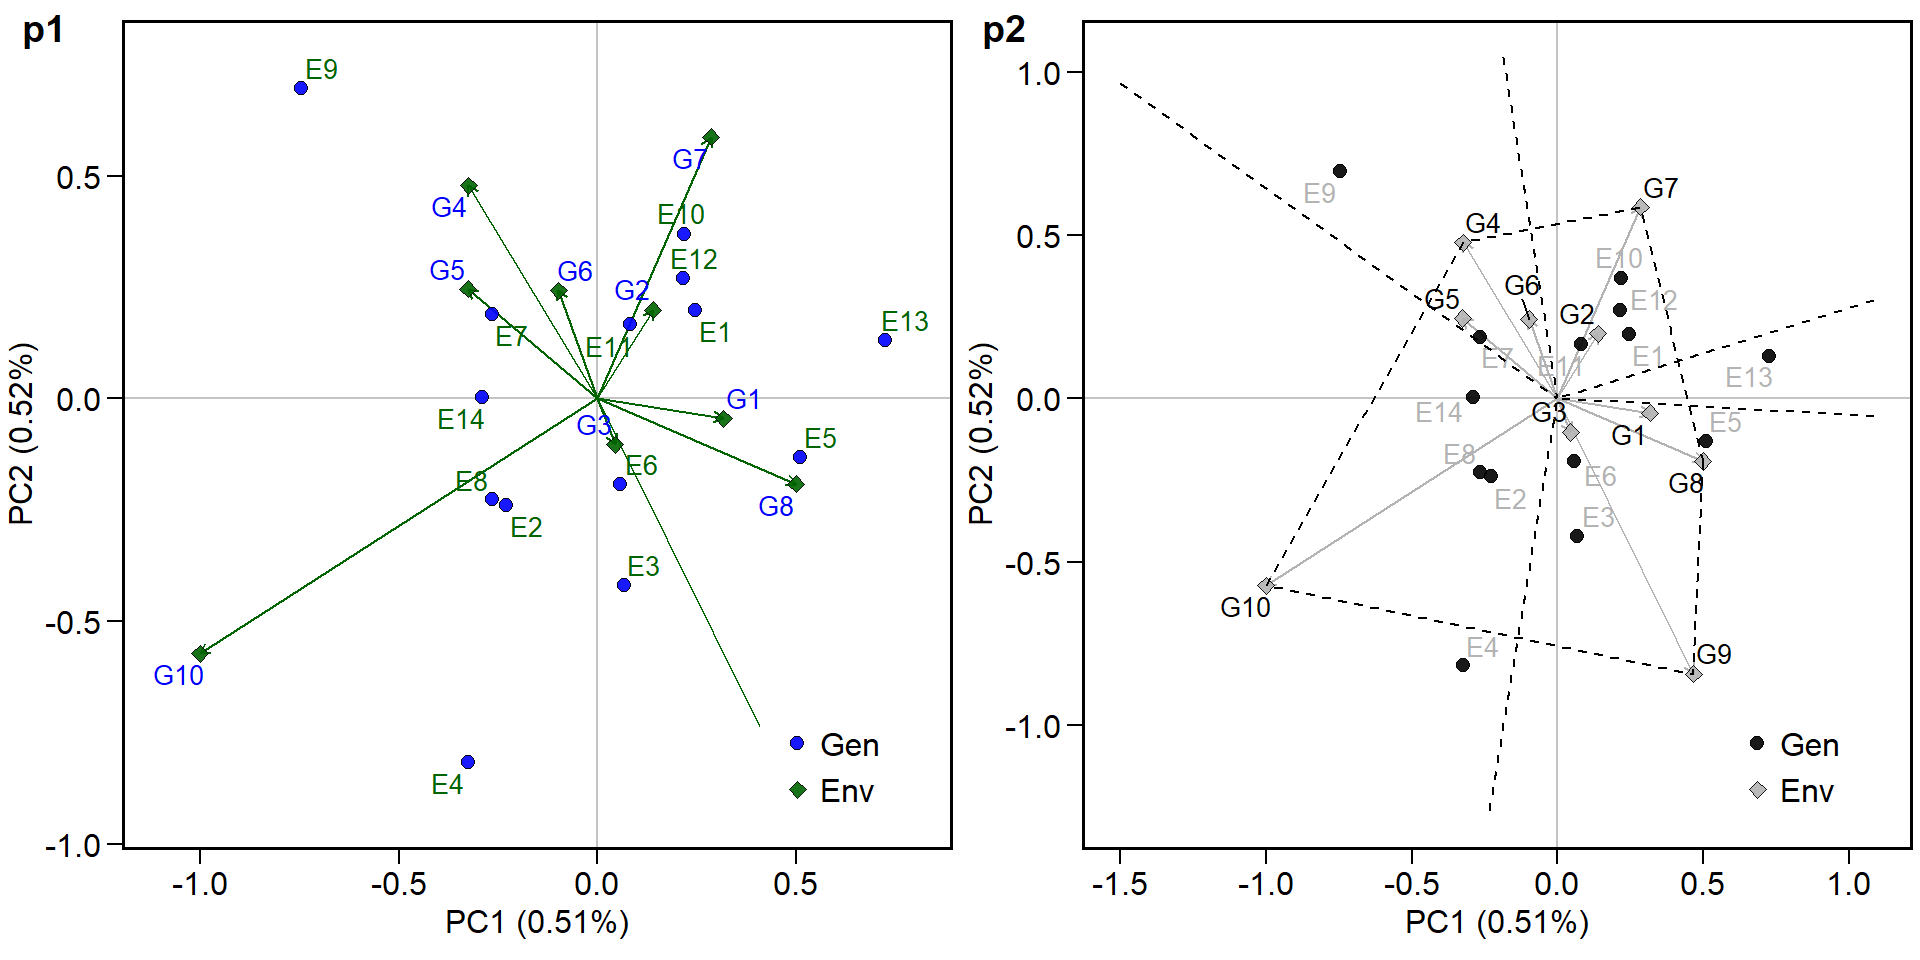 p1
E9
G7
G4
E10
G5
G6
E12
G2
E7
E11
E1
E13
E14
G3
G1
E5
E8
E6
G8
E2
E3
G10
E4
Gen
Env
0.5
0.0
-0.5
-1.0
-1.0
-0.5
0.0
0.5
PC1 (0.51%)
PC2 (0.52%)
p2
E9
G7
G4
E10
G5
G6
G2
E12
E7
E11
E1
E13
E14
G3
G1
E5
E8
E6
G8
E2
E3
G10
E4
G9
Gen
Env
1.0
0.5
0.0
-0.5
-1.0
-1.5
-1.0
-0.5
0.0
0.5
1.0
PC1 (0.51%)
PC2 (0.52%)